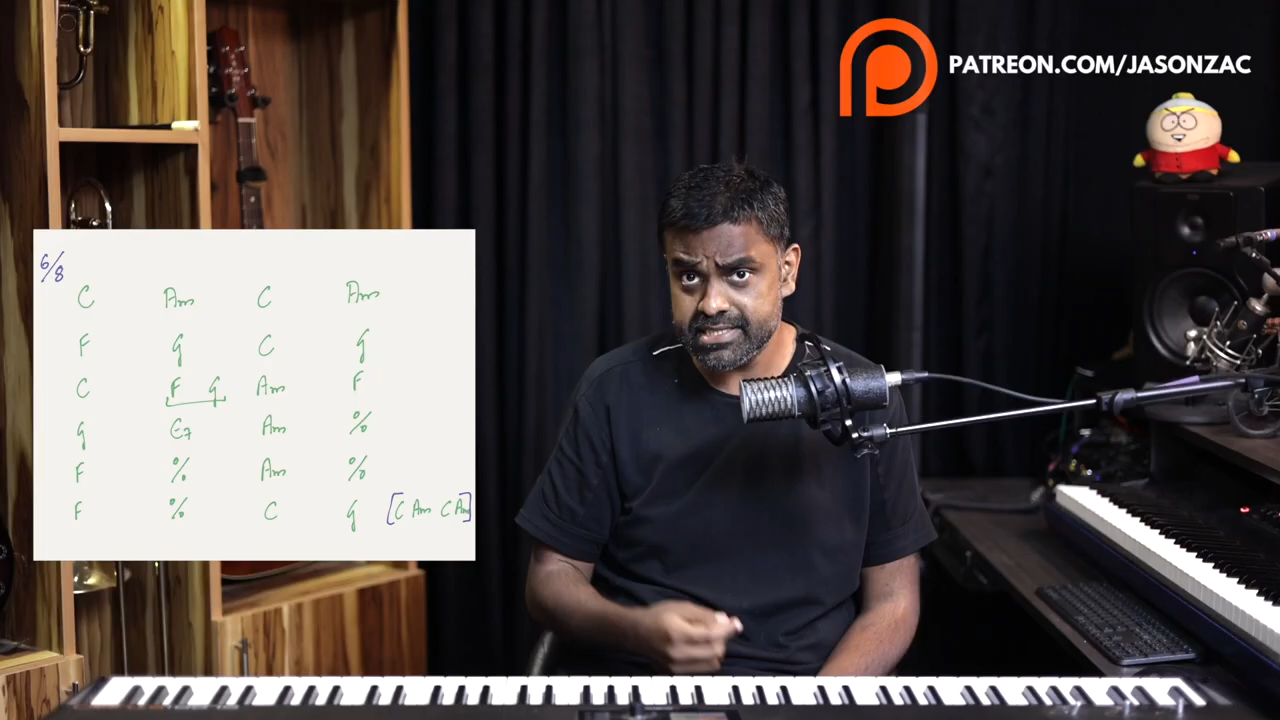 PATREON.COM/JASONZAC
6/8
C Am C Am
F G C G
C F G Am F
G E7 Am %
F % Am %
F % C G [C Am C Am]